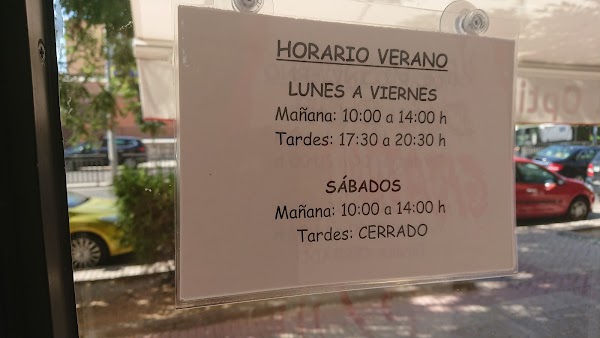 HORARIO VERANO
LUNES A VIERNES
Mañana: 10:00 a 14:00 h
Tardes: 17:30 a 20:30 h
SÁBADOS
Mañana: 10:00 a 14:00 h
Tardes: CERRADO
Opti